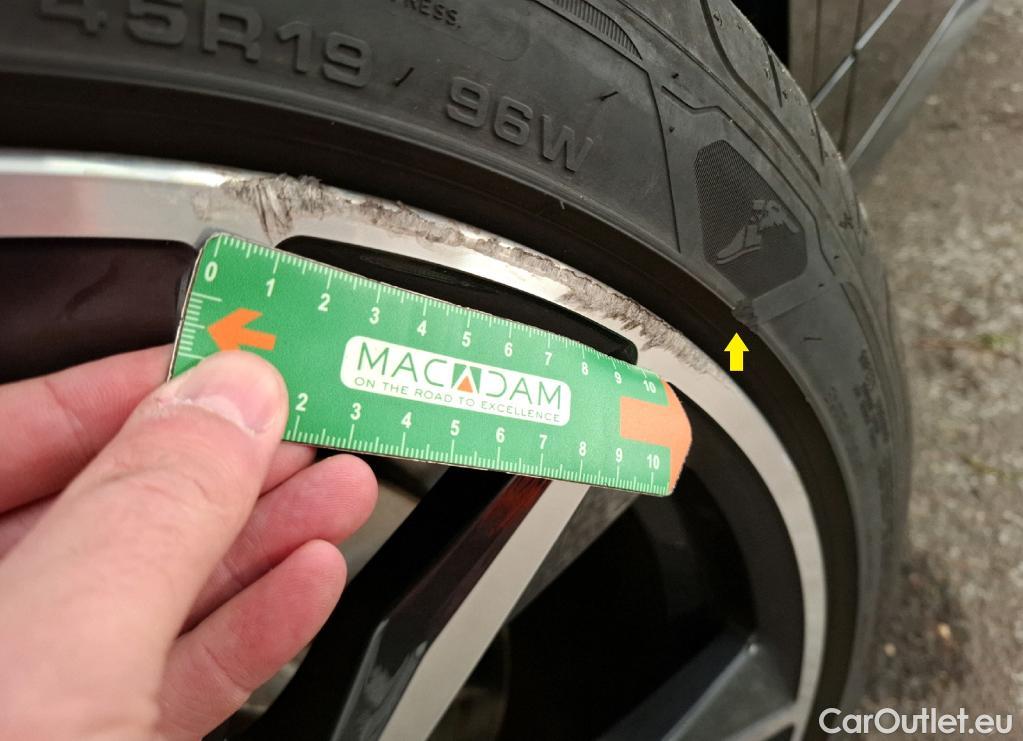 PRESS.
45R19 / 96W
0 1 2 3 4 5 6 7 8 9 10
MACADAM
ON THE ROAD TO EXCELLENCE
2 3 4 5 6 7 8 9 10
CarOutlet.eu